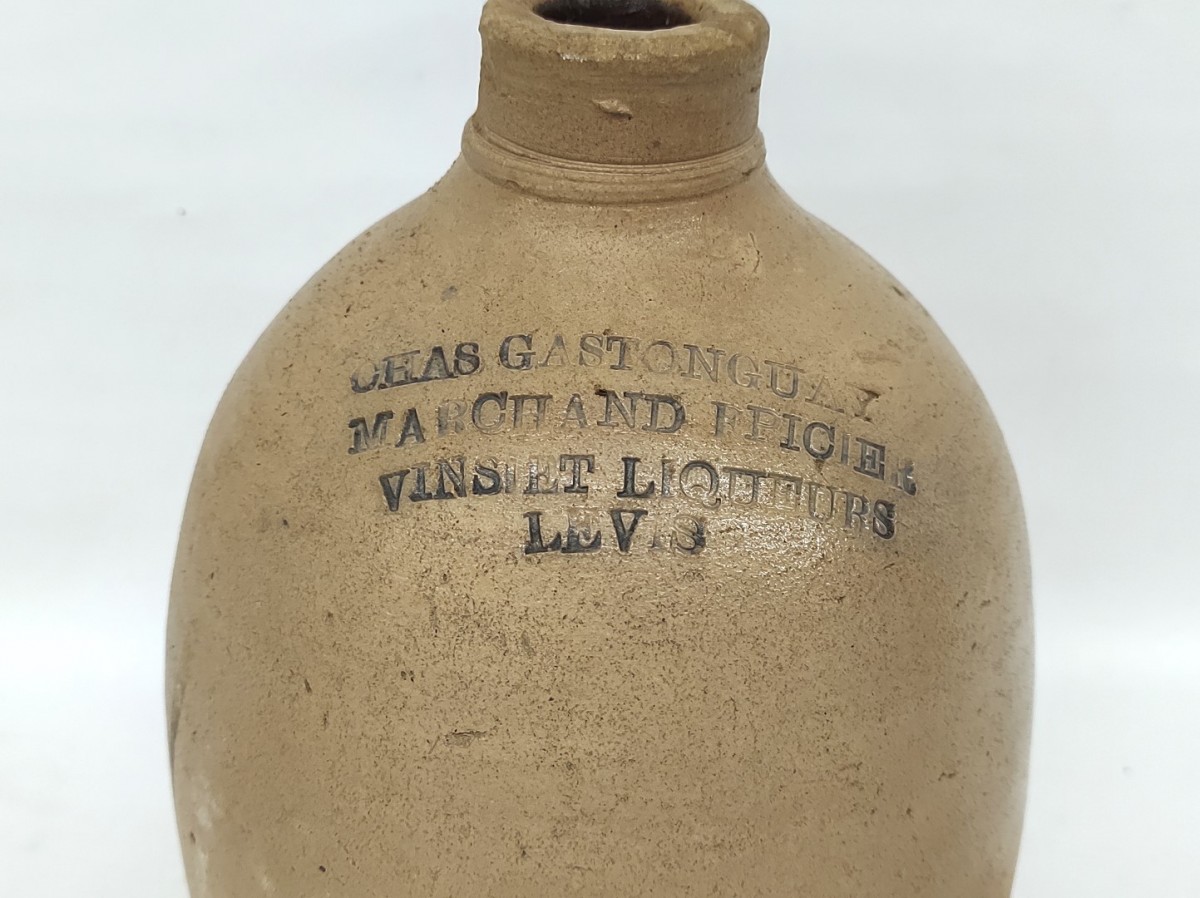 CHAS GASTONGUAY
MARCHAND EPICIER
VINS ET LIQUEURS
LEVIS